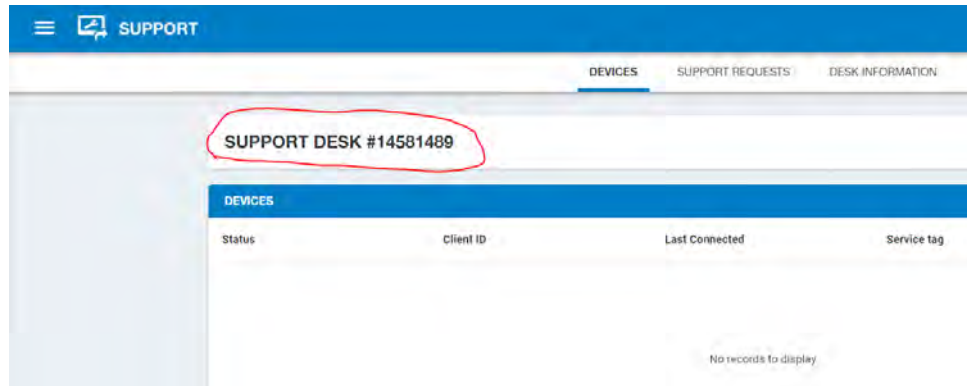 SUPPORT
DEVICES SUPPORT REQUESTS DESK INFORMATION
SUPPORT DESK #14581489
DEVICES
Status Client ID Last Connected Service tag
No records to display